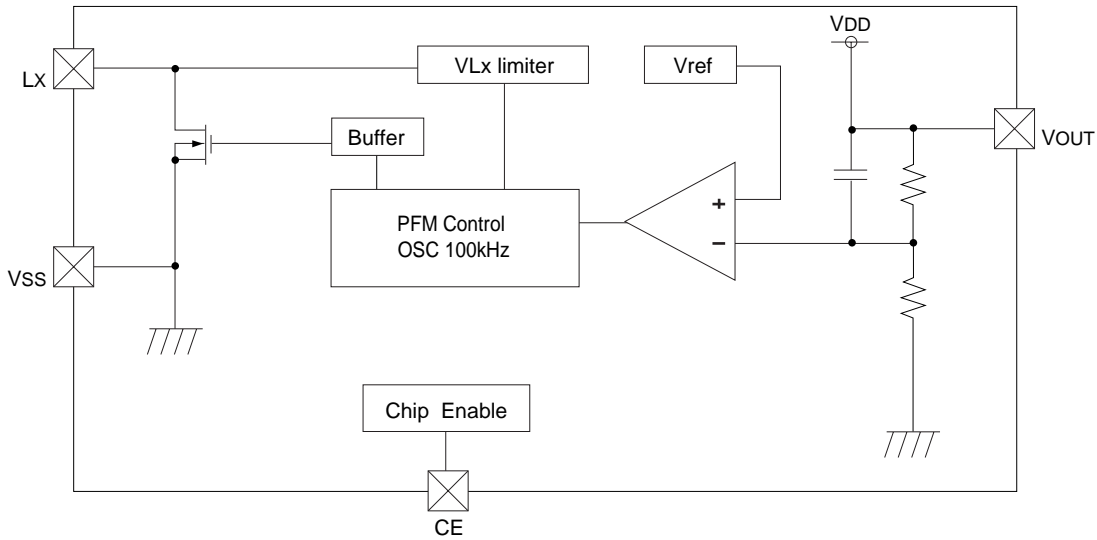 VDD
LX
VLx limiter
Vref
Buffer
VOUT
+
PFM Control
OSC 100kHz
−
VSS
Chip Enable
CE